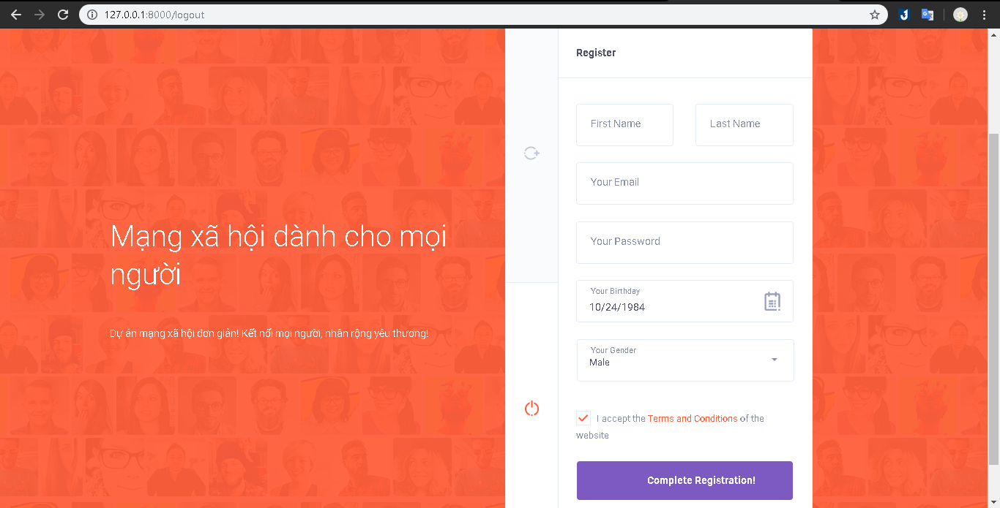 127.0.0.1:8000/logout
Register
First Name
Last Name
Your Email
Your Password
Your Birthday
10/24/1984
Your Gender
Male
I accept the Terms and Conditions of the
website
Complete Registration!
Mạng xã hội dành cho mọi
người
Dự án mạng xã hội đơn giản! Kết nối mọi người, nhân rộng yêu thương!